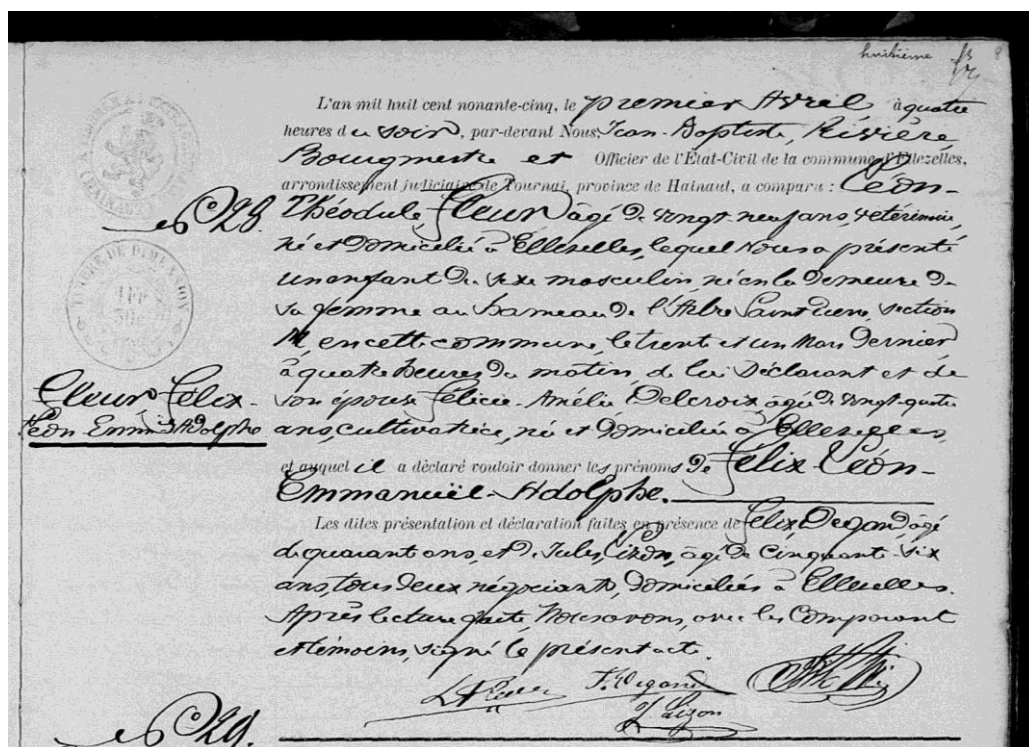 huitième
L'an mil huit cent nonante-cinq, le premier Avril à quatre
heures du soir, par-devant Nous, Jean-Baptiste, Rivière
Bourgmestre et Officier de l'État-Civil de la commune d'Ellezelles,
arrondissement judiciaire de Tournai, province de Hainaut, a comparu : Léon-
N° 28. Théodule Fleur âgé de vingt neuf ans, vétérinaire,
né et domicilié à Ellezelles, lequel Nous a présenté
un enfant du sexe masculin, né en la demeure de
sa femme au hameau de l'Arbre Saint Pierre, section
M, en cette commune, le trente et un Mars dernier
à quatre heures du matin, de lui Déclarant et de
Fleur Félix-
Léon Emm. Adolphe
son épouse Félicie-Amélie Delcroix âgée de vingt-quatre
ans, cultivatrice, née et domiciliée à Ellezelles,
et auquel il a déclaré vouloir donner les prénoms de Félix Léon-
Emmanuël-Adolphe.
Les dites présentation et déclaration faites en présence de Félix, Degand, âgé
de quarante ans, et de Jules, âgé de Cinquante-six
ans, tous deux négociants, domiciliés à Ellezelles.
Après lecture faite, Nous avons, avec les Comparant
et témoins, signé le présent acte.
L. Fleur F. Degand
N° 29.